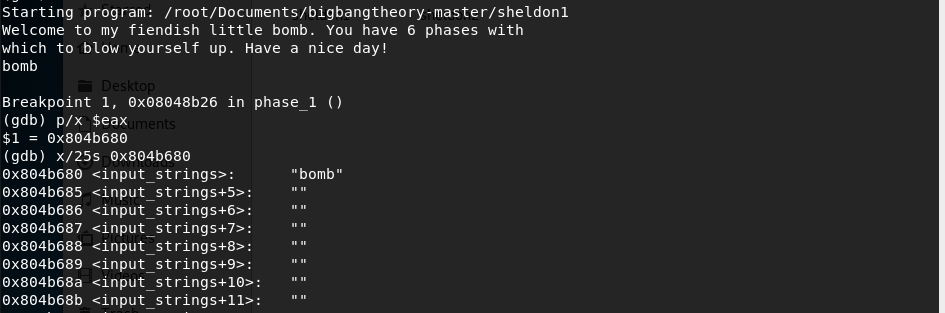 Starting program: /root/Documents/bigbangtheory-master/sheldon1
Welcome to my fiendish little bomb. You have 6 phases with
which to blow yourself up. Have a nice day!
bomb
Desktop
Breakpoint 1, 0x08048b26 in phase_1 ()
(gdb) p/x $eax
Documents
$1 = 0x804b680
(gdb) x/25s 0x804b680
0x804b680 <input_strings>: "bomb"
0x804b685 <input_strings+5>: ""
0x804b686 <input_strings+6>: ""
0x804b687 <input_strings+7>: ""
0x804b688 <input_strings+8>: ""
0x804b689 <input_strings+9>: ""
0x804b68a <input_strings+10>: ""
0x804b68b <input_strings+11>: ""